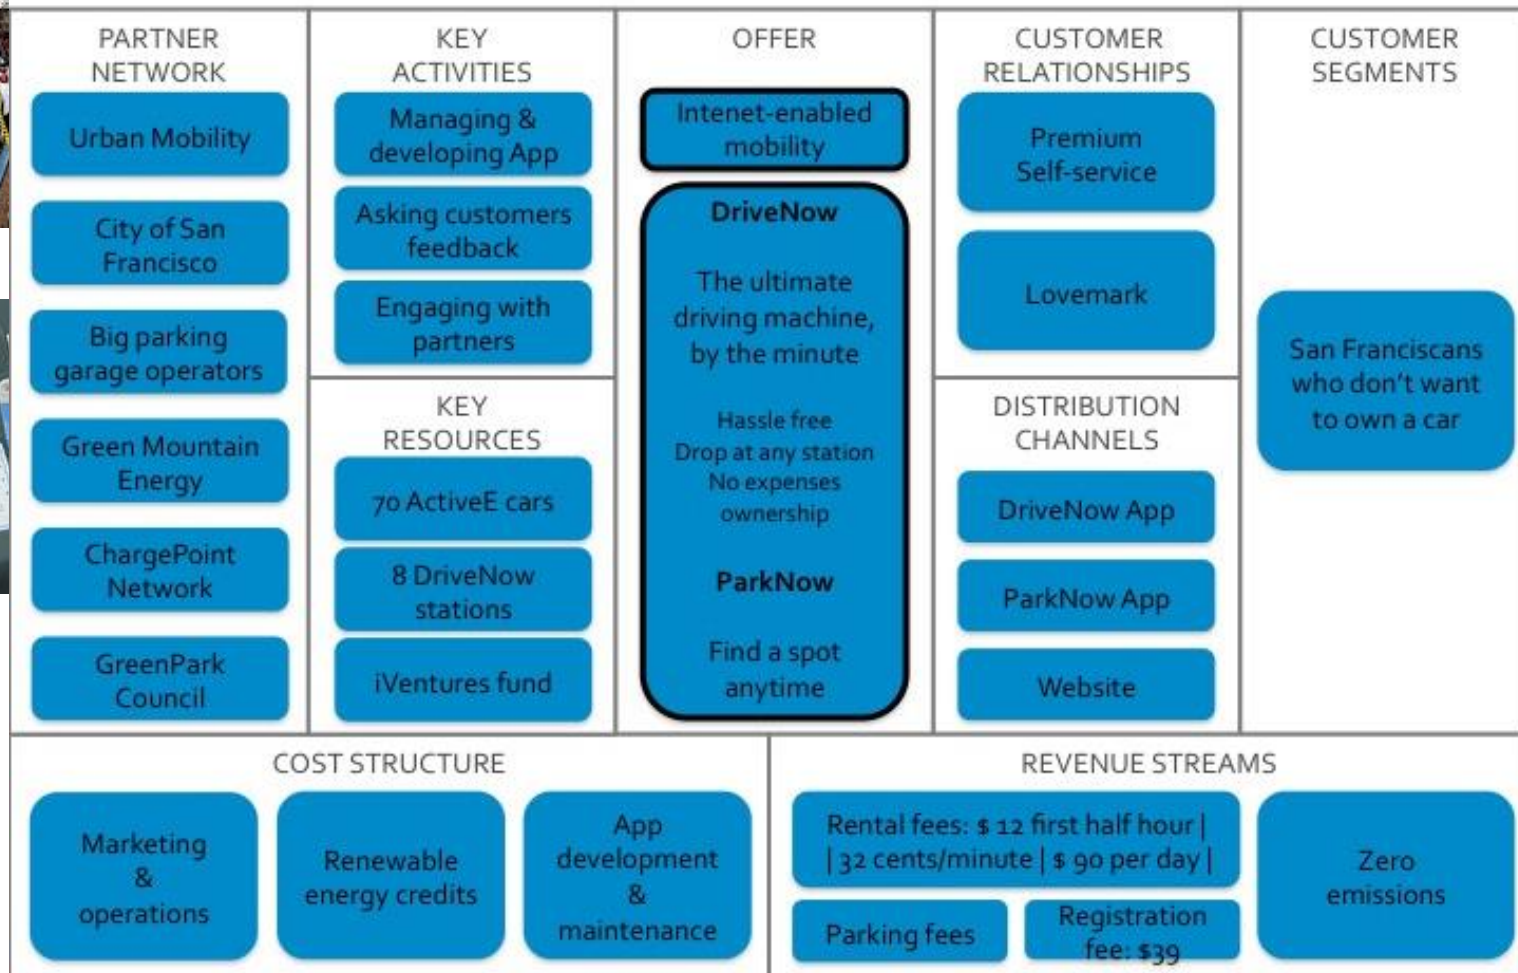 PARTNER
NETWORK
Urban Mobility
City of San
Francisco
Big parking
garage operators
Green Mountain
Energy
ChargePoint
Network
GreenPark
Council
KEY
ACTIVITIES
Managing &
developing App
Asking customers
feedback
Engaging with
partners
KEY
RESOURCES
70 ActiveE cars
8 DriveNow
stations
iVentures fund
OFFER
Intenet-enabled
mobility
DriveNow
The ultimate
driving machine,
by the minute
Hassle free
Drop at any station
No expenses
ownership
ParkNow
Find a spot
anytime
CUSTOMER
RELATIONSHIPS
Premium
Self-service
Lovemark
DISTRIBUTION
CHANNELS
DriveNow App
ParkNow App
Website
CUSTOMER
SEGMENTS
San Franciscans
who don't want
to own a car
COST STRUCTURE
Marketing
&
operations
Renewable
energy credits
App
development
&
maintenance
REVENUE STREAMS
Rental fees: $ 12 first half hour |
| 32 cents/minute | $ 90 per day |
Parking fees
Registration
fee: $39
Zero
emissions